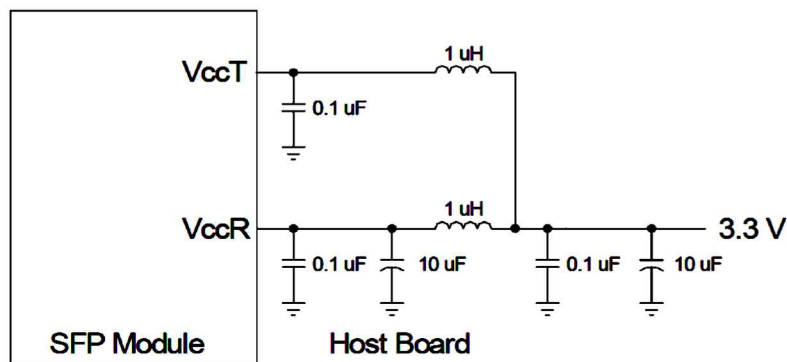 1 uH
VccT
0.1 uF
1 uH
VccR
3.3 V
0.1 uF
10 uF
0.1 uF
10 uF
SFP Module
Host Board